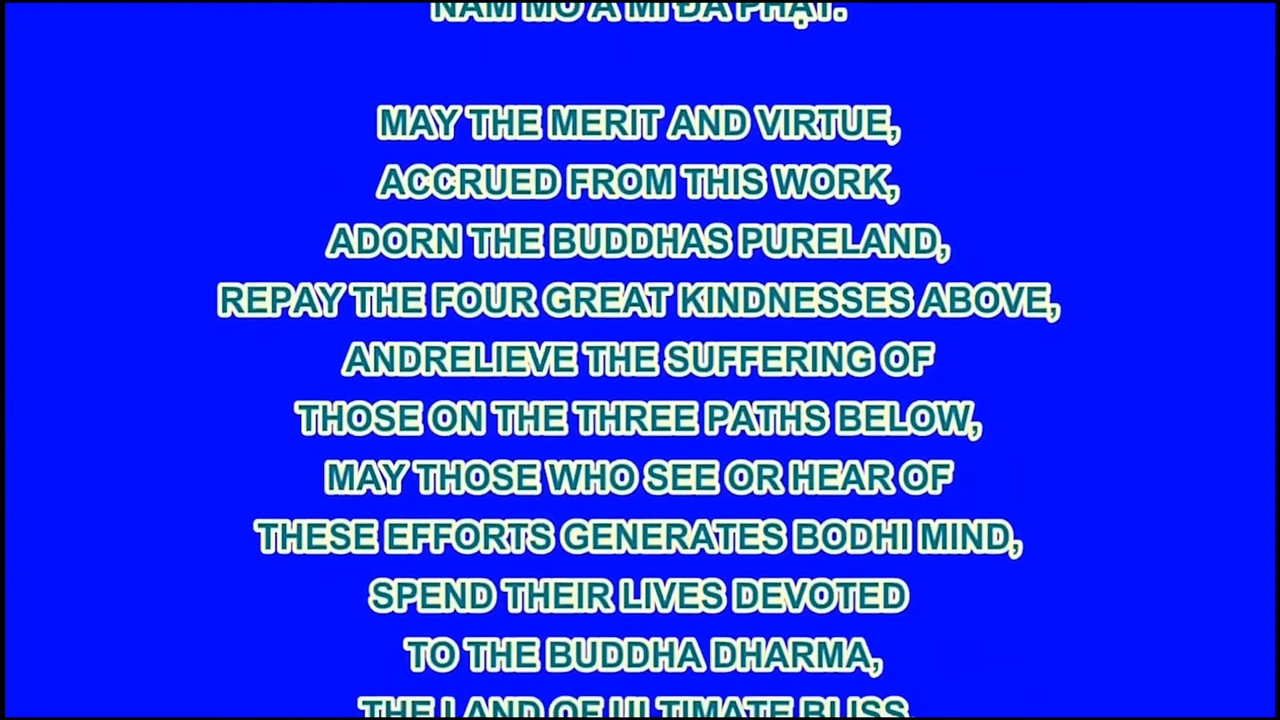 NAM MÔ A MI ĐÀ PHẬT.
MAY THE MERIT AND VIRTUE,
ACCRUED FROM THIS WORK,
ADORN THE BUDDHAS PURELAND,
REPAY THE FOUR GREAT KINDNESSES ABOVE,
ANDRELIEVE THE SUFFERING OF
THOSE ON THE THREE PATHS BELOW,
MAY THOSE WHO SEE OR HEAR OF
THESE EFFORTS GENERATES BODHI MIND,
SPEND THEIR LIVES DEVOTED
TO THE BUDDHA DHARMA,
THE LAND OF ULTIMATE BLISS